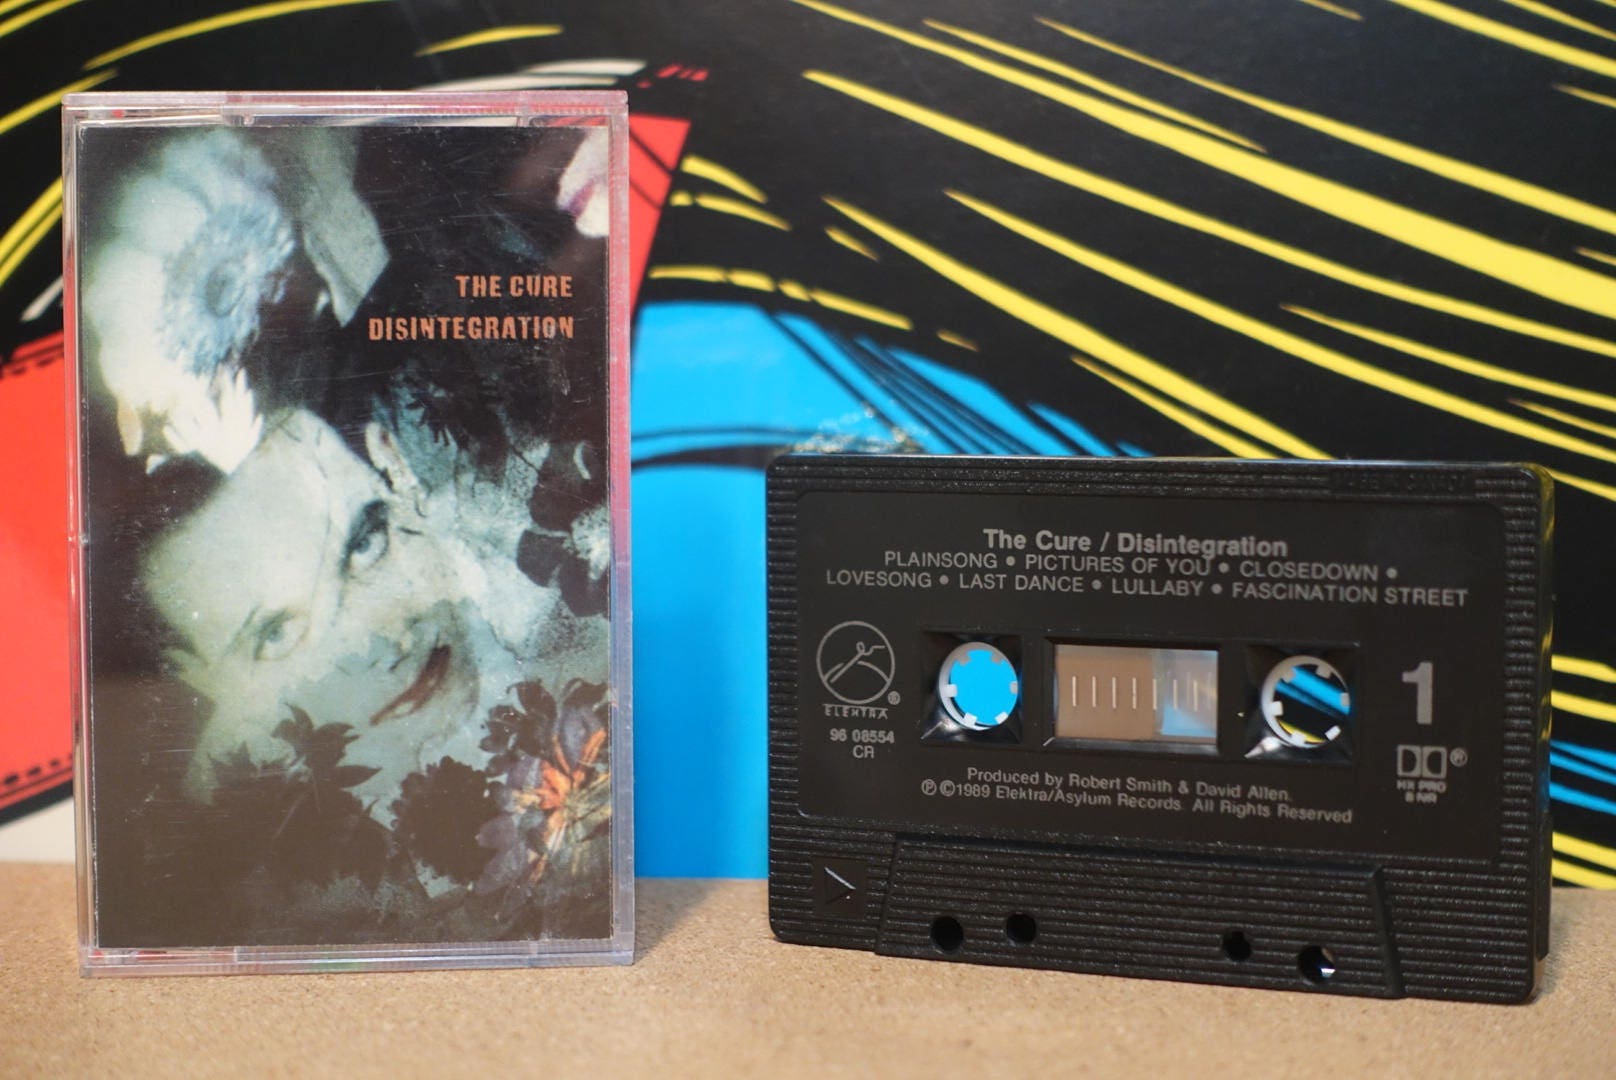 THE CURE
DISINTEGRATION
The Cure / Disintegration
PLAINSONG • PICTURES OF YOU • CLOSEDOWN •
LOVESONG • LAST DANCE • LULLABY • FASCINATION STREET
ELEKTRA®
96 08554
CR
1
®
HX PRO
B NR
Produced by Robert Smith & David Allen.
℗©1989 Elektra/Asylum Records. All Rights Reserved